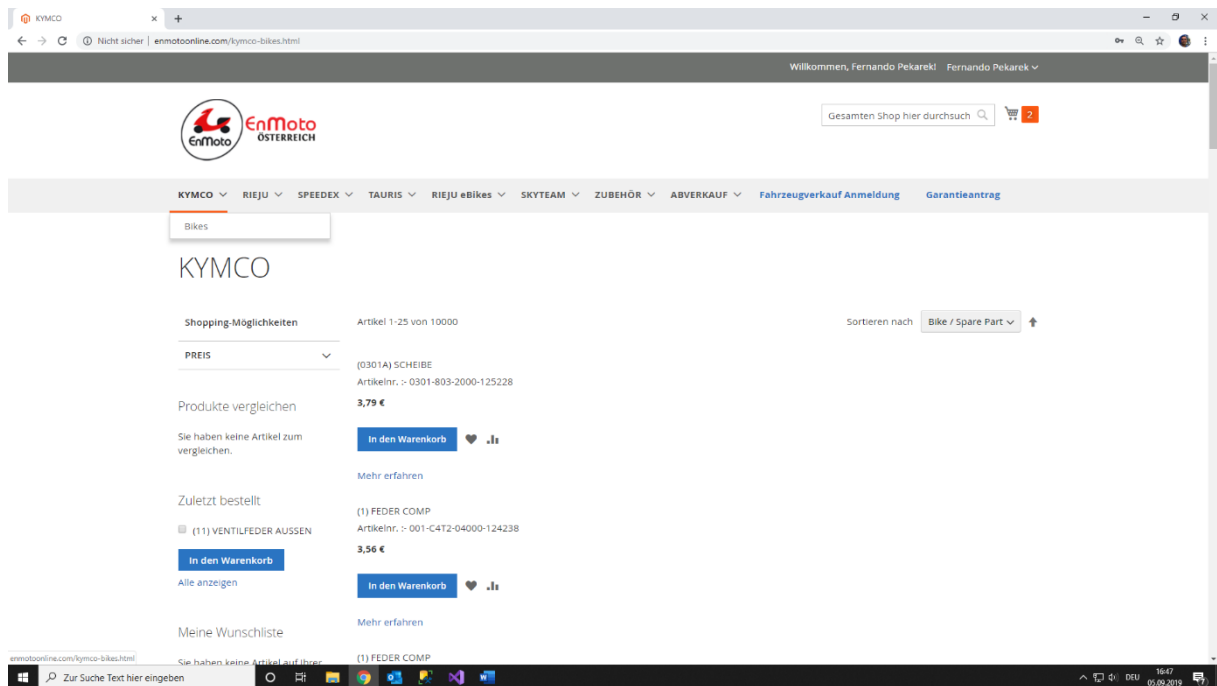 KYMCO
Nicht sicher | enmotoonline.com/kymco-bikes.html
Willkommen, Fernando Pekarek! Fernando Pekarek
EnMoto
EnMoto
ÖSTERREICH
Gesamten Shop hier durchsuch
2
KYMCO RIEJU SPEEDEX TAURIS RIEJU eBikes SKYTEAM ZUBEHÖR ABVERKAUF Fahrzeugverkauf Anmeldung Garantieantrag
Bikes
KYMCO
Shopping-Möglichkeiten
PREIS
Produkte vergleichen
Sie haben keine Artikel zum
vergleichen.
Zuletzt bestellt
(11) VENTILFEDER AUSSEN
In den Warenkorb
Alle anzeigen
Meine Wunschliste
Sie haben keine Artikel auf Ihrer
Artikel 1-25 von 10000
Sortieren nach Bike / Spare Part
(0301A) SCHEIBE
Artikelnr. :- 0301-803-2000-125228
3,79 €
In den Warenkorb
Mehr erfahren
(1) FEDER COMP
Artikelnr. :- 001-C4T2-04000-124238
3,56 €
In den Warenkorb
Mehr erfahren
(1) FEDER COMP
enmotoonline.com/kymco-bikes.html
Zur Suche Text hier eingeben
DEU
16:47
05.09.2019